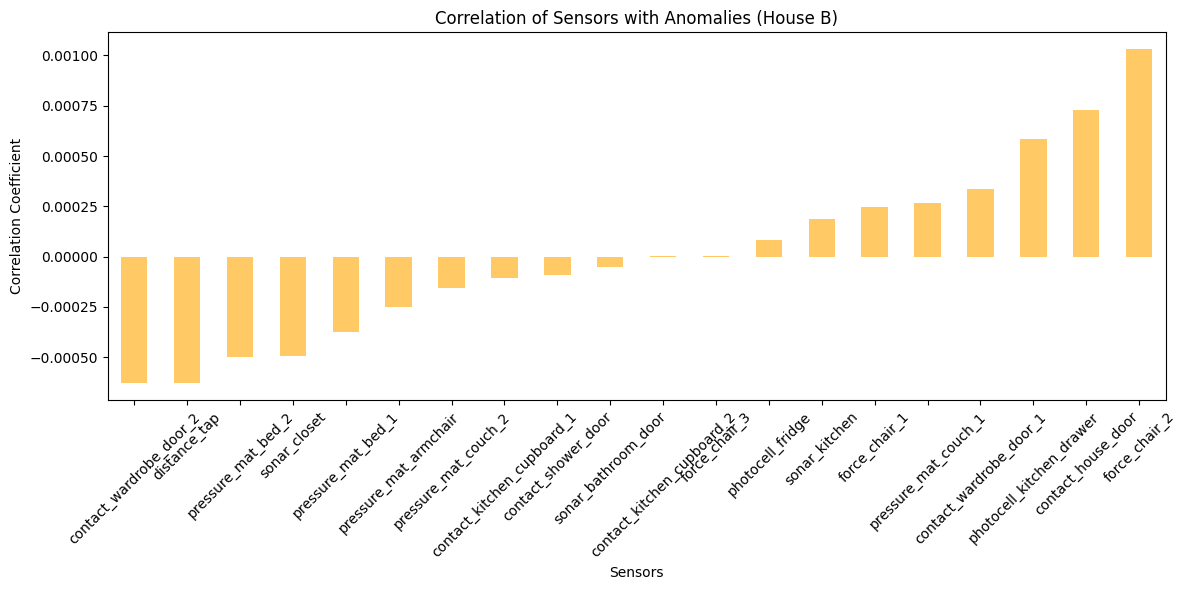 Correlation of Sensors with Anomalies (House B)
Correlation Coefficient
0.00100
0.00075
0.00050
0.00025
0.00000
−0.00025
−0.00050
contact_wardrobe_door_2
distance_tap
pressure_mat_bed_2
sonar_closet
pressure_mat_bed_1
pressure_mat_armchair
pressure_mat_couch_2
contact_kitchen_cupboard_1
contact_shower_door
sonar_bathroom_door
contact_kitchen_cupboard_2
force_chair_3
photocell_fridge
sonar_kitchen
force_chair_1
pressure_mat_couch_1
contact_wardrobe_door_1
photocell_kitchen_drawer
contact_house_door
force_chair_2
Sensors